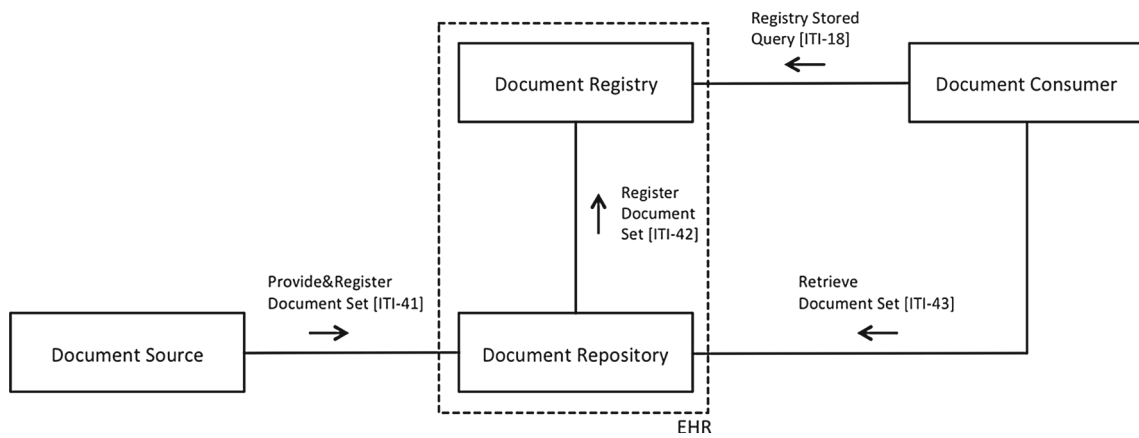 Registry Stored
Query [ITI-18]
Document Registry
Document Consumer
Register
Document
Set [ITI-42]
Provide&Register
Document Set [ITI-41]
Retrieve
Document Set [ITI-43]
Document Source
Document Repository
EHR